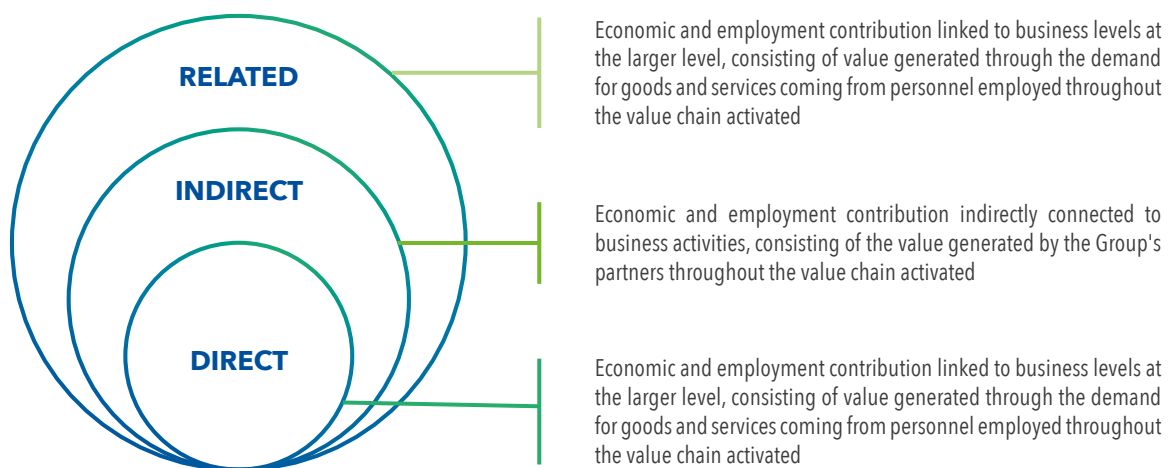 RELATED
Economic and employment contribution linked to business levels at
the larger level, consisting of value generated through the demand
for goods and services coming from personnel employed throughout
the value chain activated
INDIRECT
Economic and employment contribution indirectly connected to
business activities, consisting of the value generated by the Group's
partners throughout the value chain activated
DIRECT
Economic and employment contribution linked to business levels at
the larger level, consisting of value generated through the demand
for goods and services coming from personnel employed throughout
the value chain activated